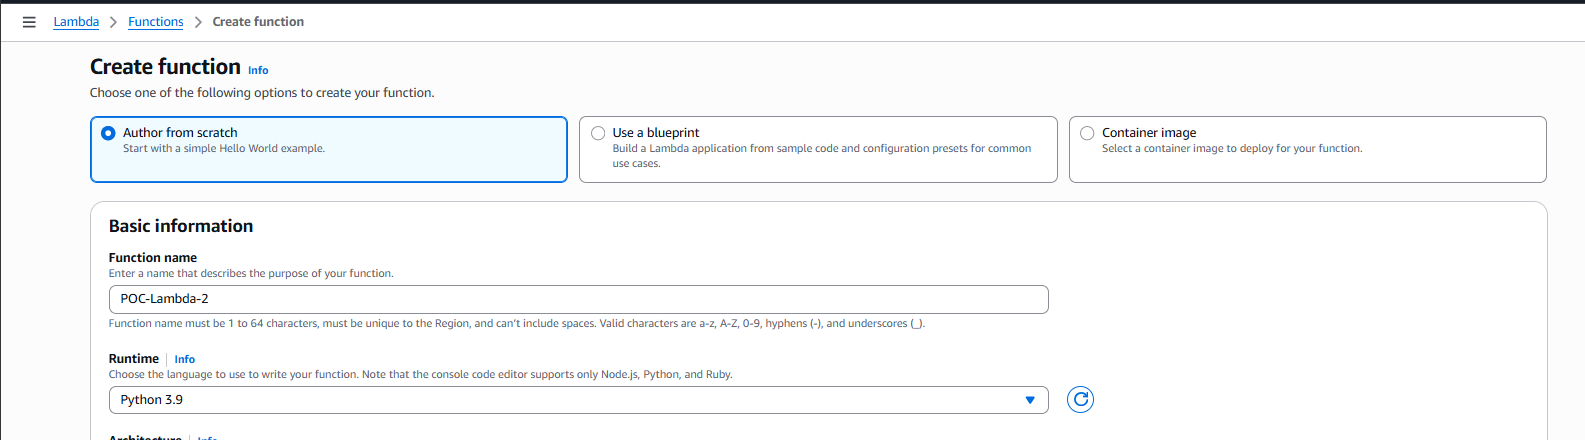 Lambda > Functions > Create function
Create function Info
Choose one of the following options to create your function.
Author from scratch
Start with a simple Hello World example.
Use a blueprint
Build a Lambda application from sample code and configuration presets for common
use cases.
Container image
Select a container image to deploy for your function.
Basic information
Function name
Enter a name that describes the purpose of your function.
POC-Lambda-2
Function name must be 1 to 64 characters, must be unique to the Region, and can't include spaces. Valid characters are a-z, A-Z, 0-9, hyphens (-), and underscores (_).
Runtime | Info
Choose the language to use to write your function. Note that the console code editor supports only Node.js, Python, and Ruby.
Python 3.9
Architecture | Info